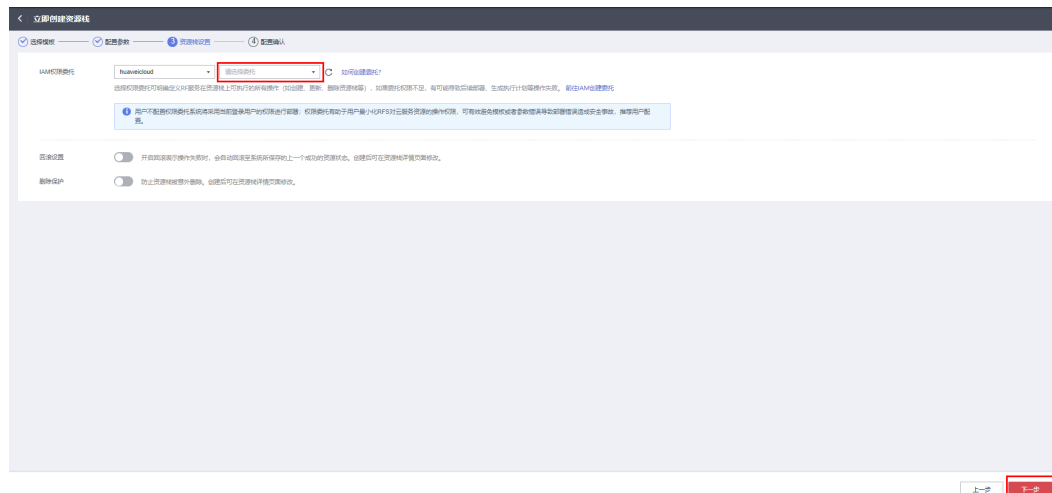 < 立即创建资源栈
选择模板 配置参数 3 资源栈设置 4 配置确认
IAM权限委托 huaweicloud 请选择委托 如何创建委托?
选择权限委托可明确定义RF服务在资源栈上可执行的所有操作（如创建、更新、删除资源栈等），如果委托权限不足，有可能导致后续部署、生成执行计划等操作失败。 前往IAM创建委托
用户不配置权限委托系统将采用当前登录用户的权限进行部署，权限委托有助于用户最小化RFS对云服务资源的操作权限，可有效避免模板或者参数错误导致部署错误造成安全事故，推荐用户配
置。
回滚设置 开启回滚表示操作失败时，会自动回滚至系统所保存的上一个成功的资源状态。创建后可在资源栈详情页面修改。
删除保护 防止资源栈被意外删除。创建后可在资源栈详情页面修改。
上一步 下一步